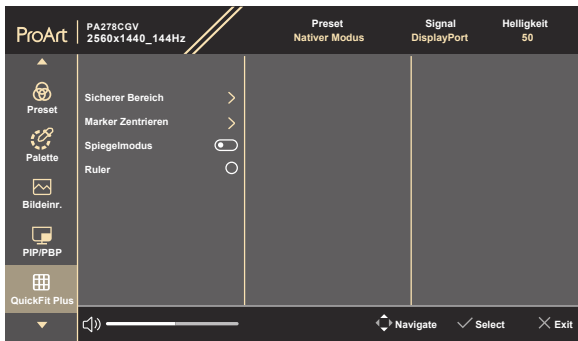 ProArt
PA278CGV
2560x1440_144Hz
Preset
Nativer Modus
Signal
DisplayPort
Helligkeit
50
Preset
Palette
Bildeinr.
PIP/PBP
QuickFit Plus
Sicherer Bereich
Marker Zentrieren
Spiegelmodus
Ruler
Navigate
Select
Exit